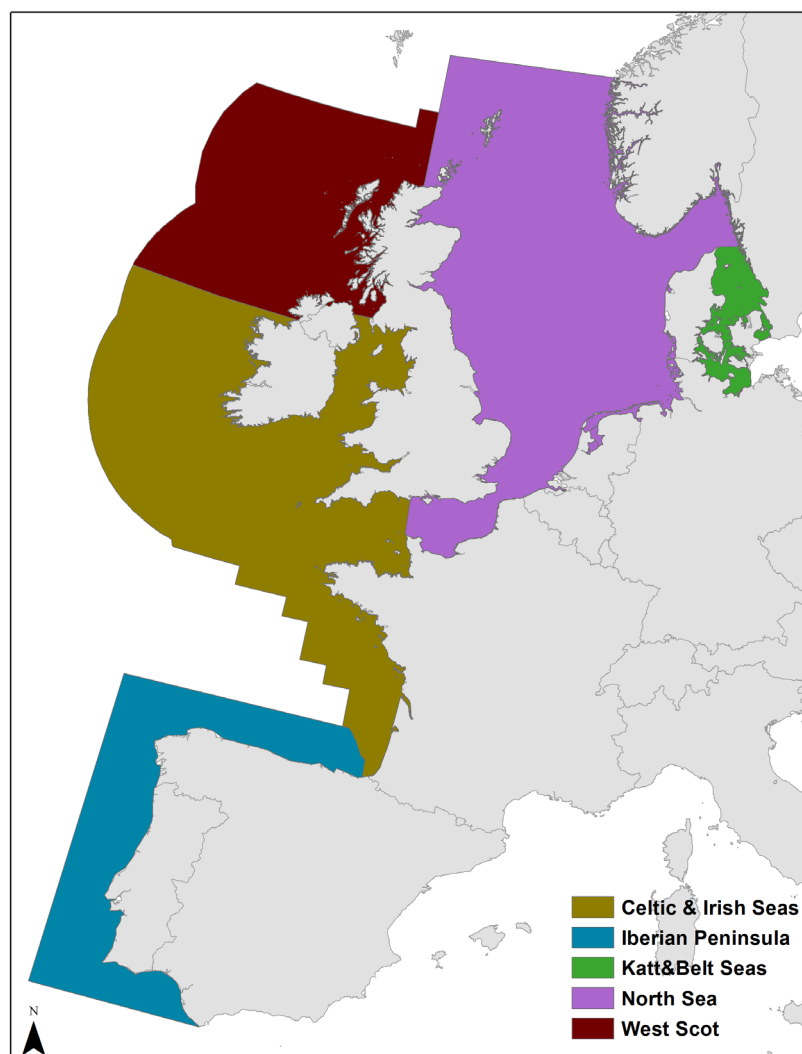 Celtic & Irish Seas
Iberian Peninsula
Katt&Belt Seas
North Sea
West Scot
N